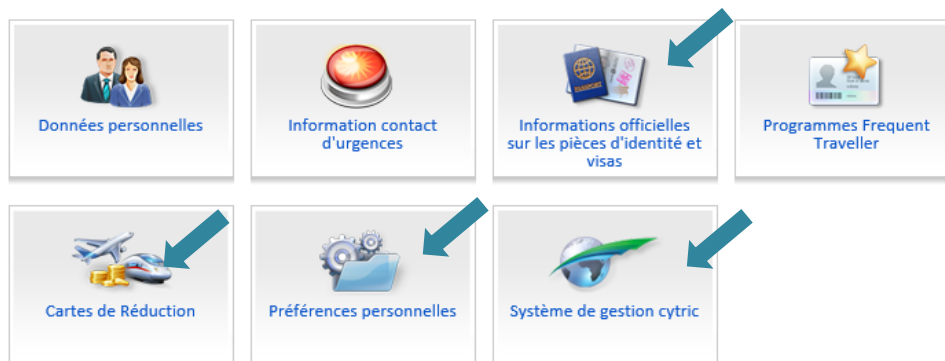 Données personnelles
Information contact
d'urgences
PASSPORT
Informations officielles
sur les pièces d'identité et
visas
Programmes Frequent
Traveller
Cartes de Réduction
Préférences personnelles
Système de gestion cytric